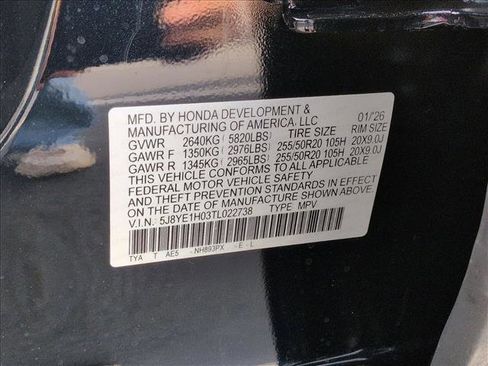 MFD. BY HONDA DEVELOPMENT &
MANUFACTURING OF AMERICA, LLC 01/26
GVWR 2640KG (5820LBS) TIRE SIZE RIM SIZE
GAWR F 1350KG (2976LBS) 255/50R20 105H 20X9.0J
GAWR R 1345KG (2965LBS) 255/50R20 105H 20X9.0J
THIS VEHICLE CONFORMS TO ALL APPLICABLE
FEDERAL MOTOR VEHICLE SAFETY BUMPER,
AND THEFT PREVENTION STANDARDS IN EFFECT
ON THE DATE OF MANUFACTURE SHOWN ABOVE.
V.I.N.: 5J8YE1H03TL022738 TYPE: MPV
TYA T AE5 - NH893PX - E - L